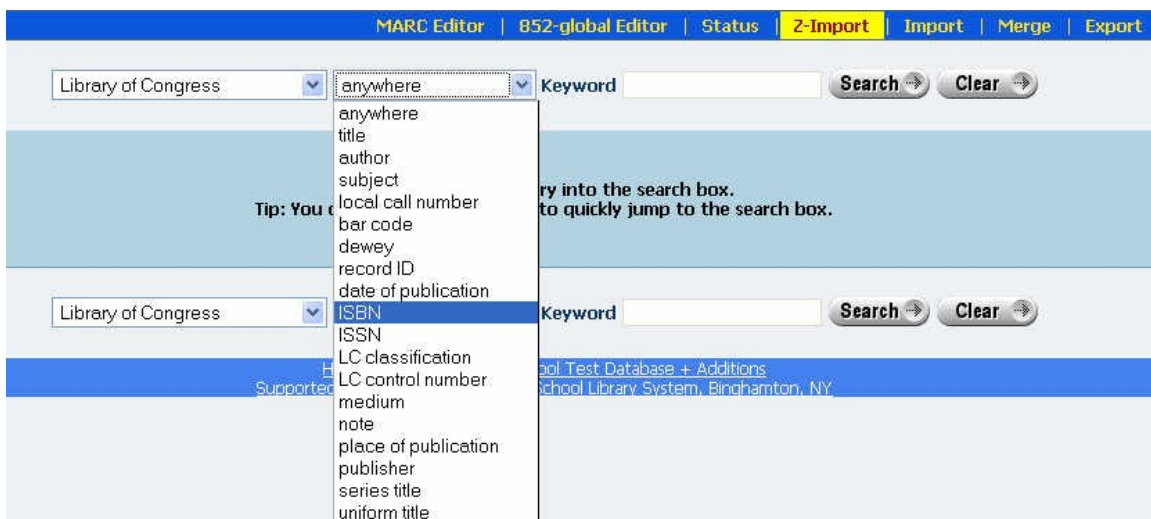 MARC Editor | 852-global Editor | Status | Z-Import | Import | Merge | Export
Library of Congress anywhere Keyword Search Clear
anywhere
title
author
subject
ry into the search box.
local call number
Tip: You to quickly jump to the search box.
bar code
dewey
record ID
date of publication
Library of Congress ISBN Keyword Search Clear
ISSN
LC classification
ool Test Database + Additions
LC control number
Supported School Library System, Binghamton, NY
medium
note
place of publication
publisher
series title
uniform title